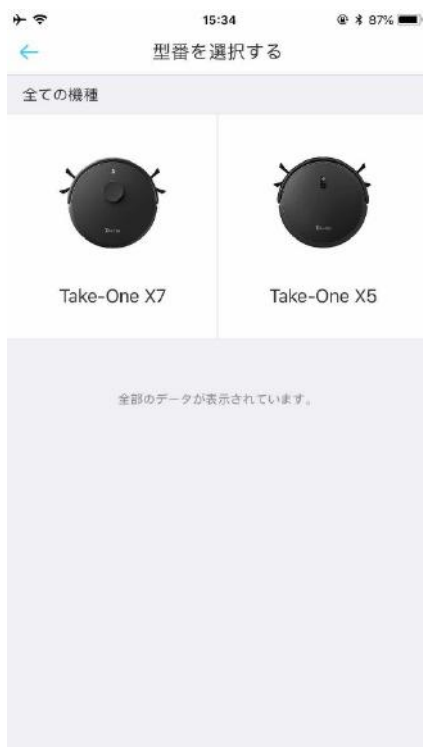 15:34
87%
型番を選択する
全ての機種
Take-One X7
Take-One X5
全部のデータが表示されています。